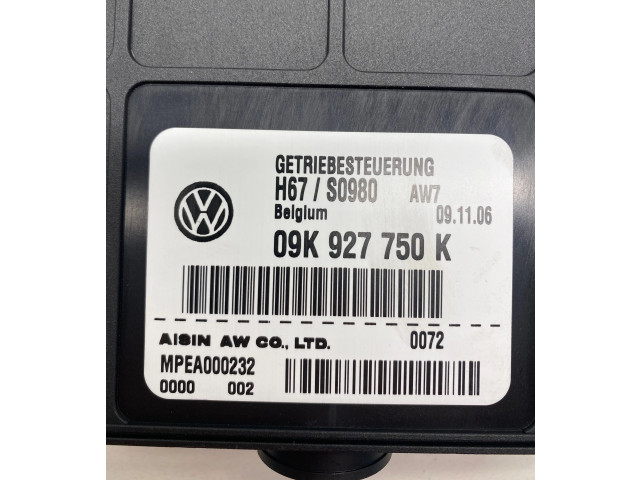 GETRIEBESTEUERUNG
H67 / S0980 AW7
Belgium 09.11.06
09K 927 750 K
AISIN AW CO., LTD. 0072
MPEA000232
0000 002